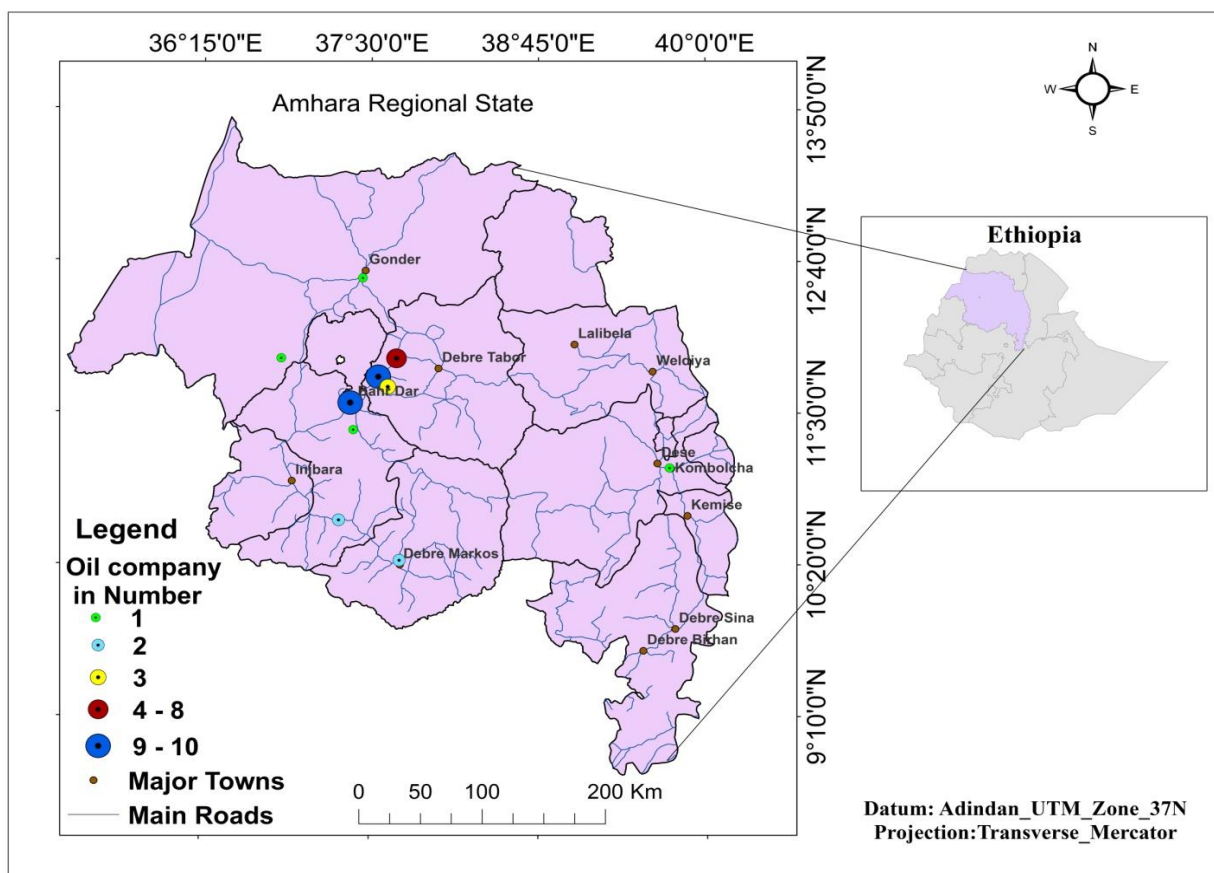 36°15'0"E
37°30'0"E
38°45'0"E
40°0'0"E
Amhara Regional State
N
W
E
S
13°50'0"N
12°40'0"N
11°30'0"N
10°20'0"N
9°10'0"N
Ethiopia
Gonder
Lalibela
Debre Tabor
Weldiya
Bahr Dar
Dese
Kombolcha
Injbara
Kemise
Debre Markos
Debre Sina
Debre Birhan
Legend
Oil company
in Number
1
2
3
4 - 8
9 - 10
Major Towns
Main Roads
0 50 100 200 Km
Datum: Adindan_UTM_Zone_37N
Projection:Transverse_Mercator